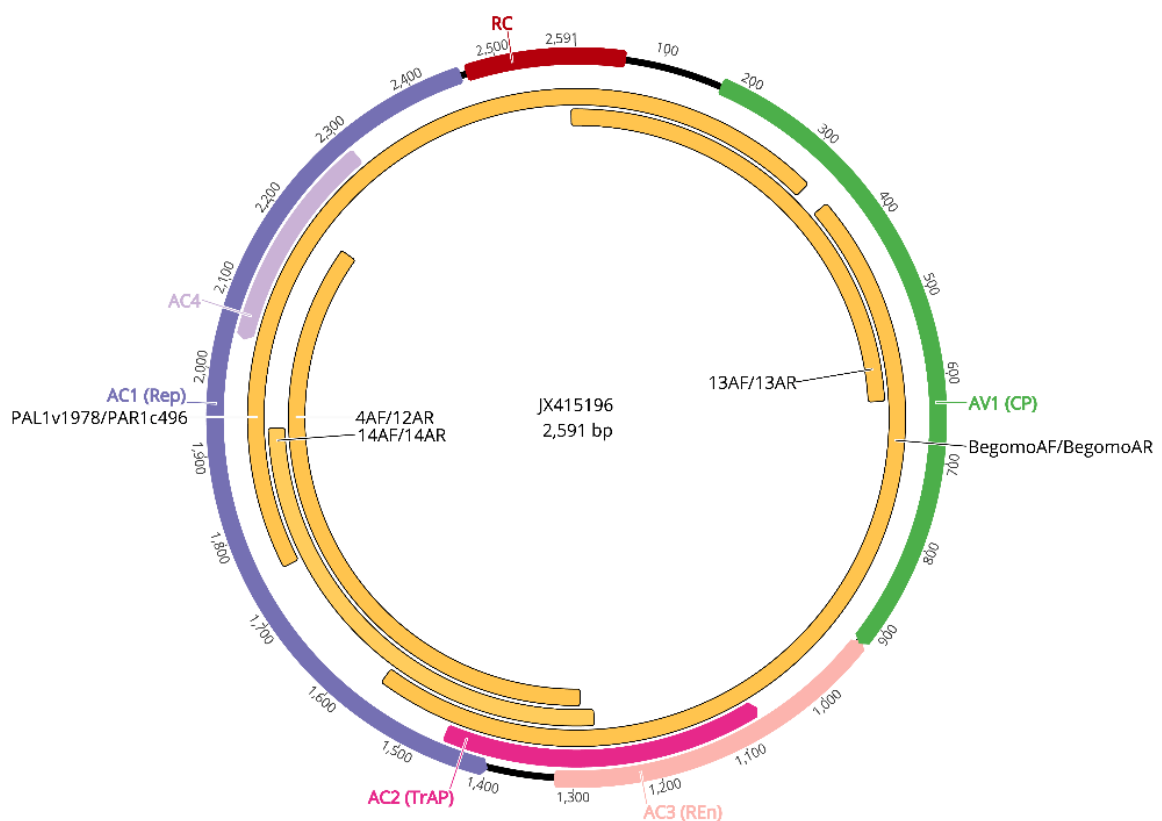 RC
2,591
100
200
300
400
500
600
AV1 (CP)
700
BegomoAF/BegomoAR
800
900
1,000
1,100
1,200
AC3 (REn)
1,300
1,400
AC2 (TrAP)
1,500
1,600
1,700
1,800
1,900
2,000
AC1 (Rep)
PAL1v1978/PAR1c496
AC4
2,100
2,200
2,300
2,400
2,500
4AF/12AR
14AF/14AR
13AF/13AR
JX415196
2,591 bp